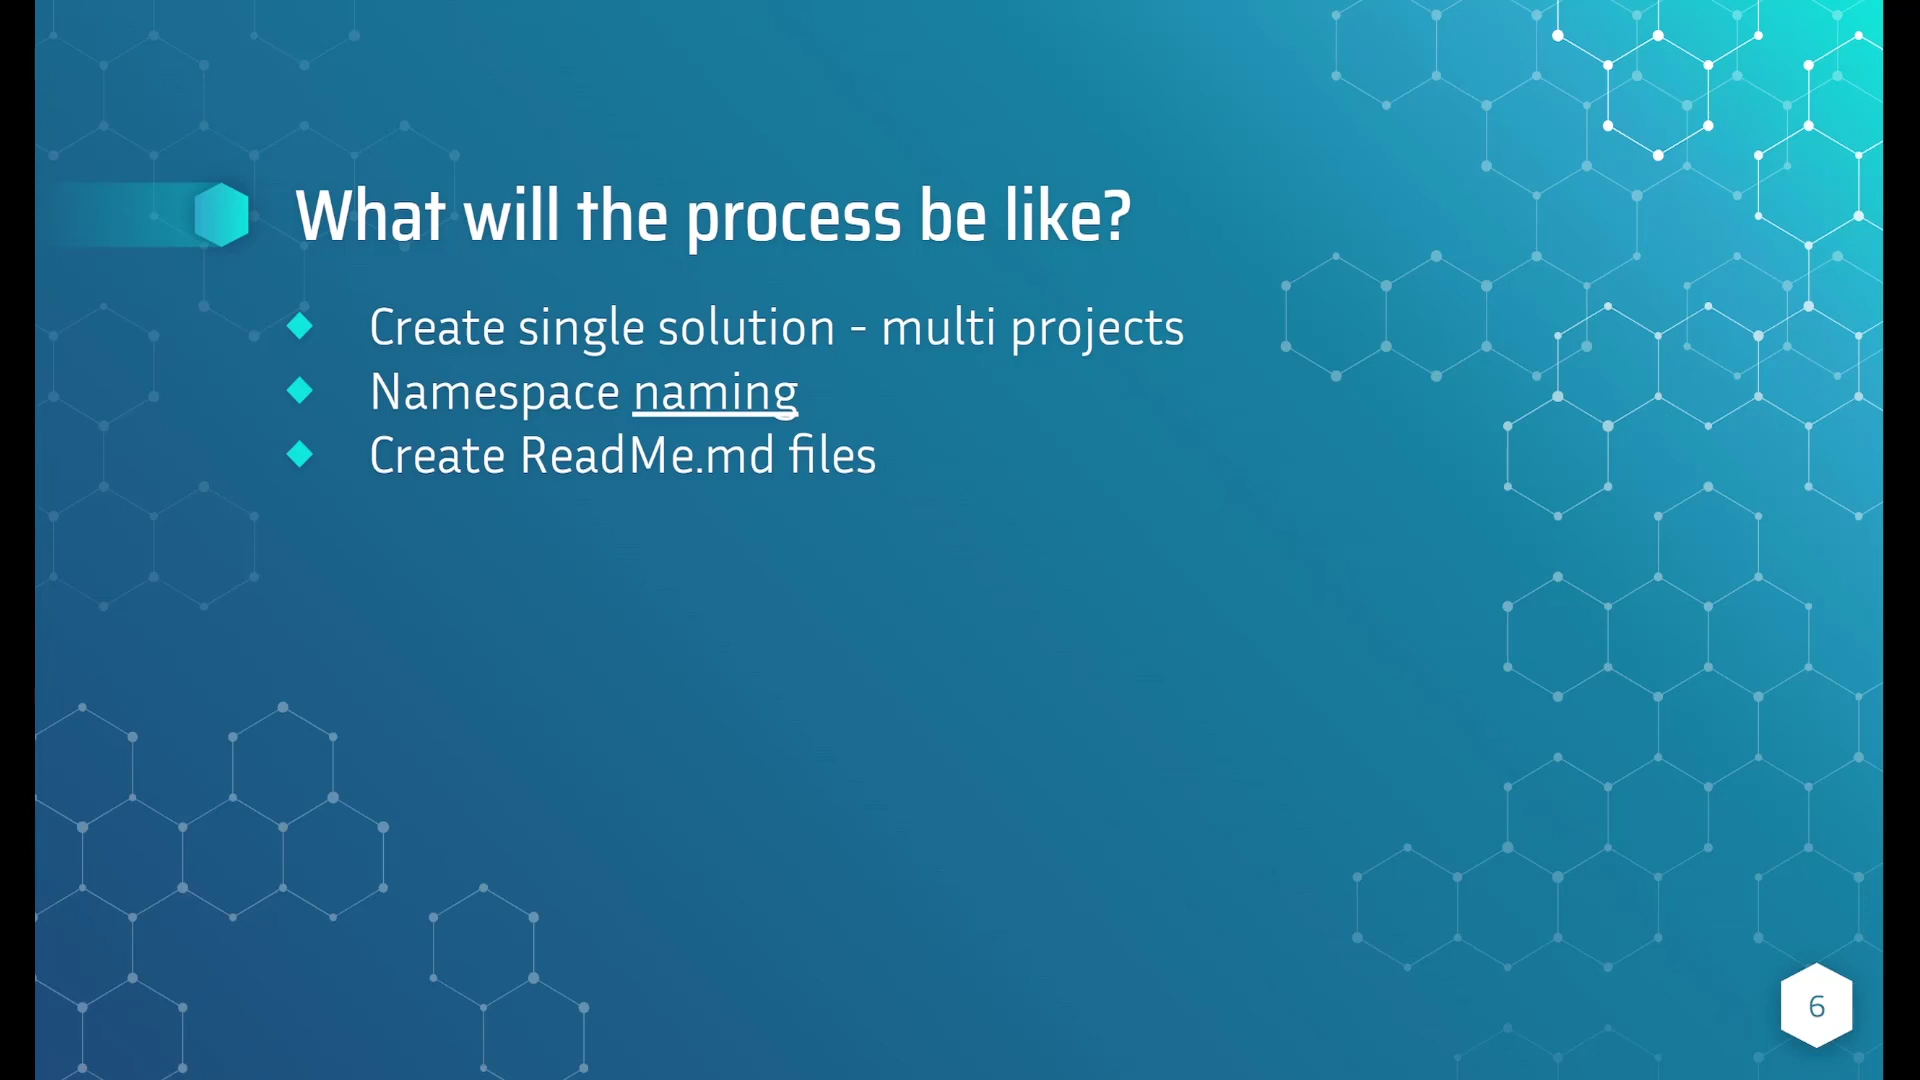 What will the process be like?
Create single solution - multi projects
Namespace naming
Create ReadMe.md files
6